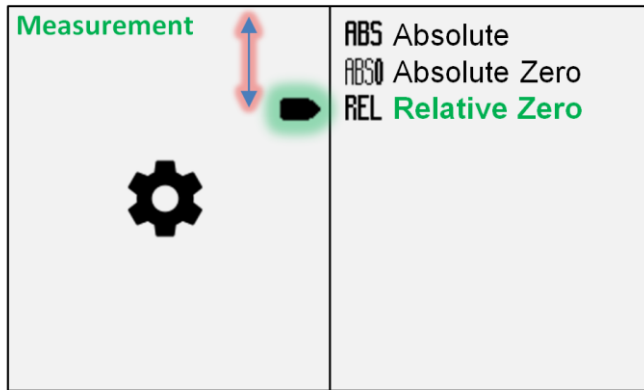 Measurement
ABS Absolute
ABS0 Absolute Zero
REL Relative Zero